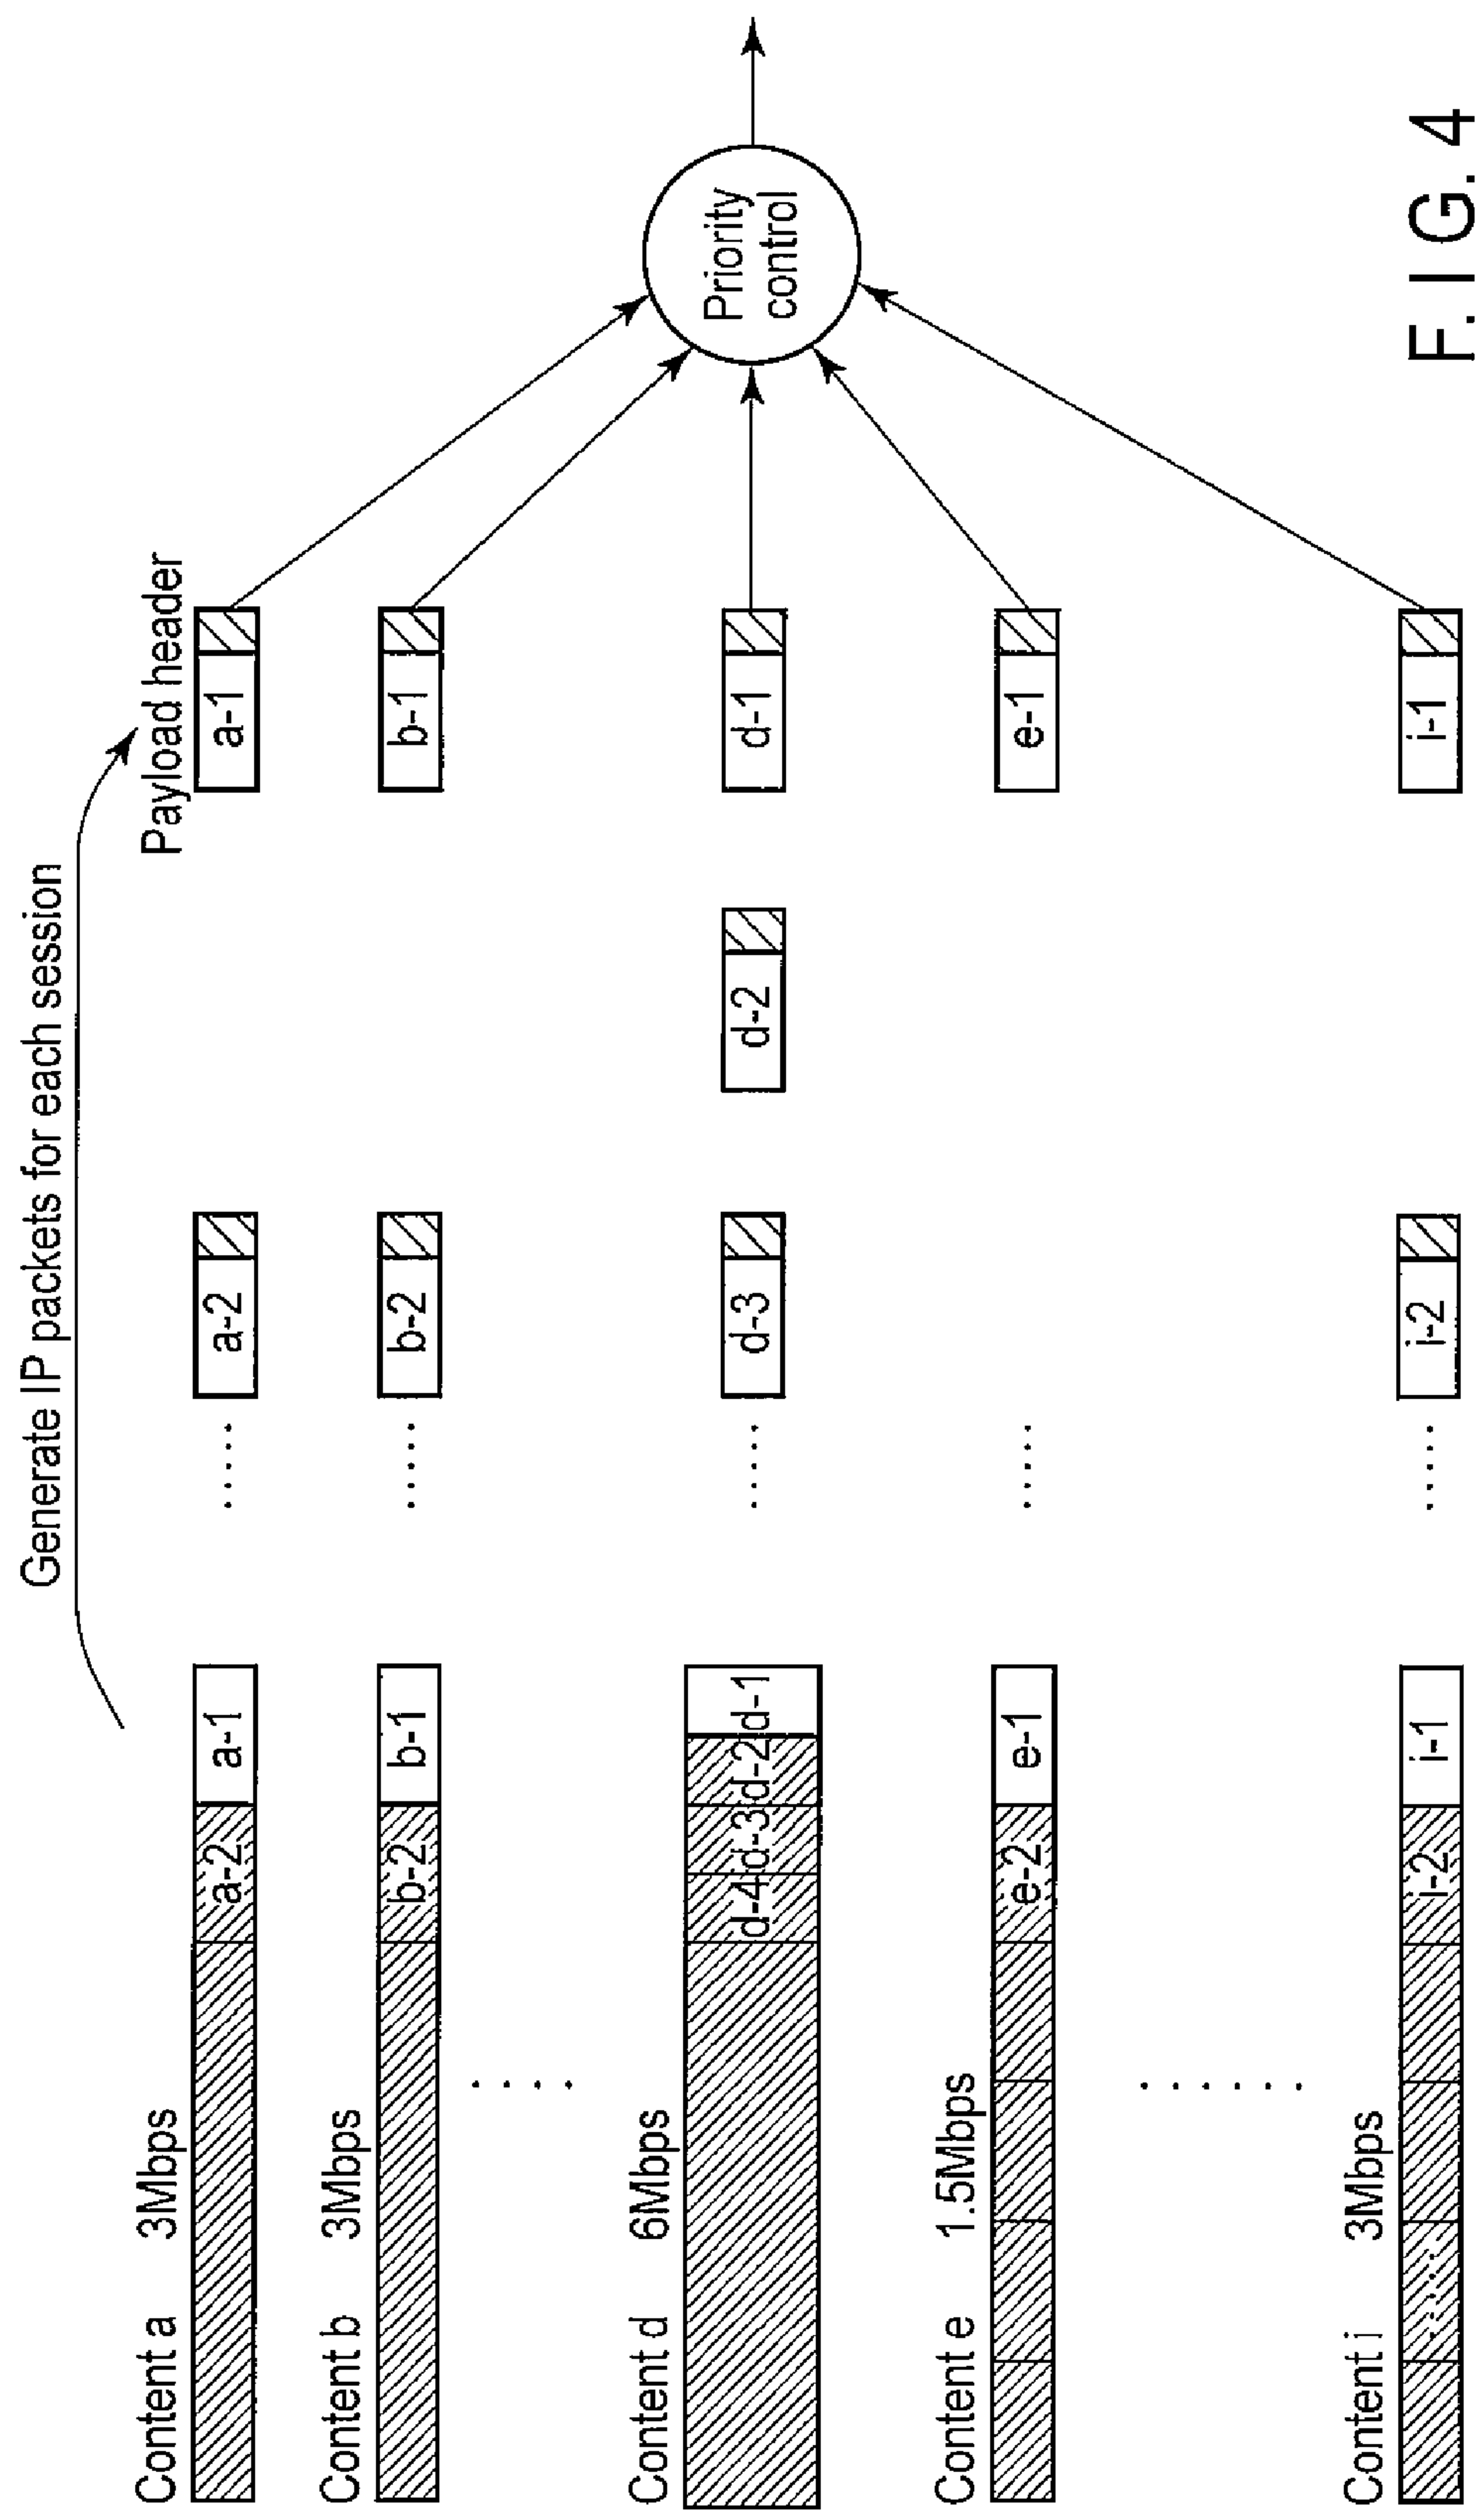 Generate IP packets for each session
Payload header
Content a 3Mbps
a-2
a-1
.....
a-2
a-1
Content b 3Mbps
b-2
b-1
.....
b-2
b-1
....
Content d 6Mbps
d-4
d-3
d-2
d-1
.....
d-3
d-2
d-1
Priority
control
Content e 1.5Mbps
e-2
e-1
.....
e-1
......
Content i 3Mbps
.....
i-2
i-1
.....
i-2
i-1
F. I G. 4